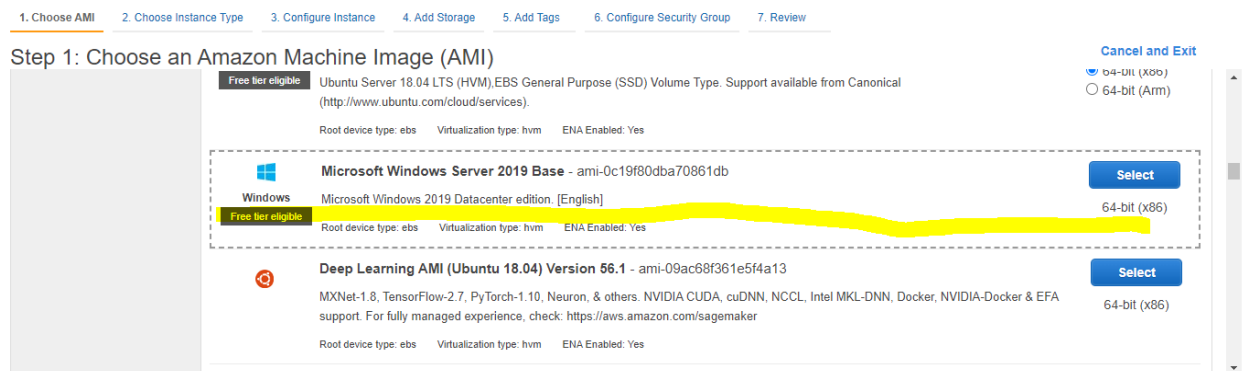 1. Choose AMI 2. Choose Instance Type 3. Configure Instance 4. Add Storage 5. Add Tags 6. Configure Security Group 7. Review
Step 1: Choose an Amazon Machine Image (AMI)
Cancel and Exit
Free tier eligible
Ubuntu Server 18.04 LTS (HVM),EBS General Purpose (SSD) Volume Type. Support available from Canonical
(http://www.ubuntu.com/cloud/services).
Root device type: ebs Virtualization type: hvm ENA Enabled: Yes
64-bit (x86)
64-bit (Arm)
Windows
Free tier eligible
Microsoft Windows Server 2019 Base - ami-0c19f80dba70861db
Microsoft Windows 2019 Datacenter edition. [English]
Root device type: ebs Virtualization type: hvm ENA Enabled: Yes
Select
64-bit (x86)
Deep Learning AMI (Ubuntu 18.04) Version 56.1 - ami-09ac68f361e5f4a13
MXNet-1.8, TensorFlow-2.7, PyTorch-1.10, Neuron, & others. NVIDIA CUDA, cuDNN, NCCL, Intel MKL-DNN, Docker, NVIDIA-Docker & EFA
support. For fully managed experience, check: https://aws.amazon.com/sagemaker
Root device type: ebs Virtualization type: hvm ENA Enabled: Yes
Select
64-bit (x86)